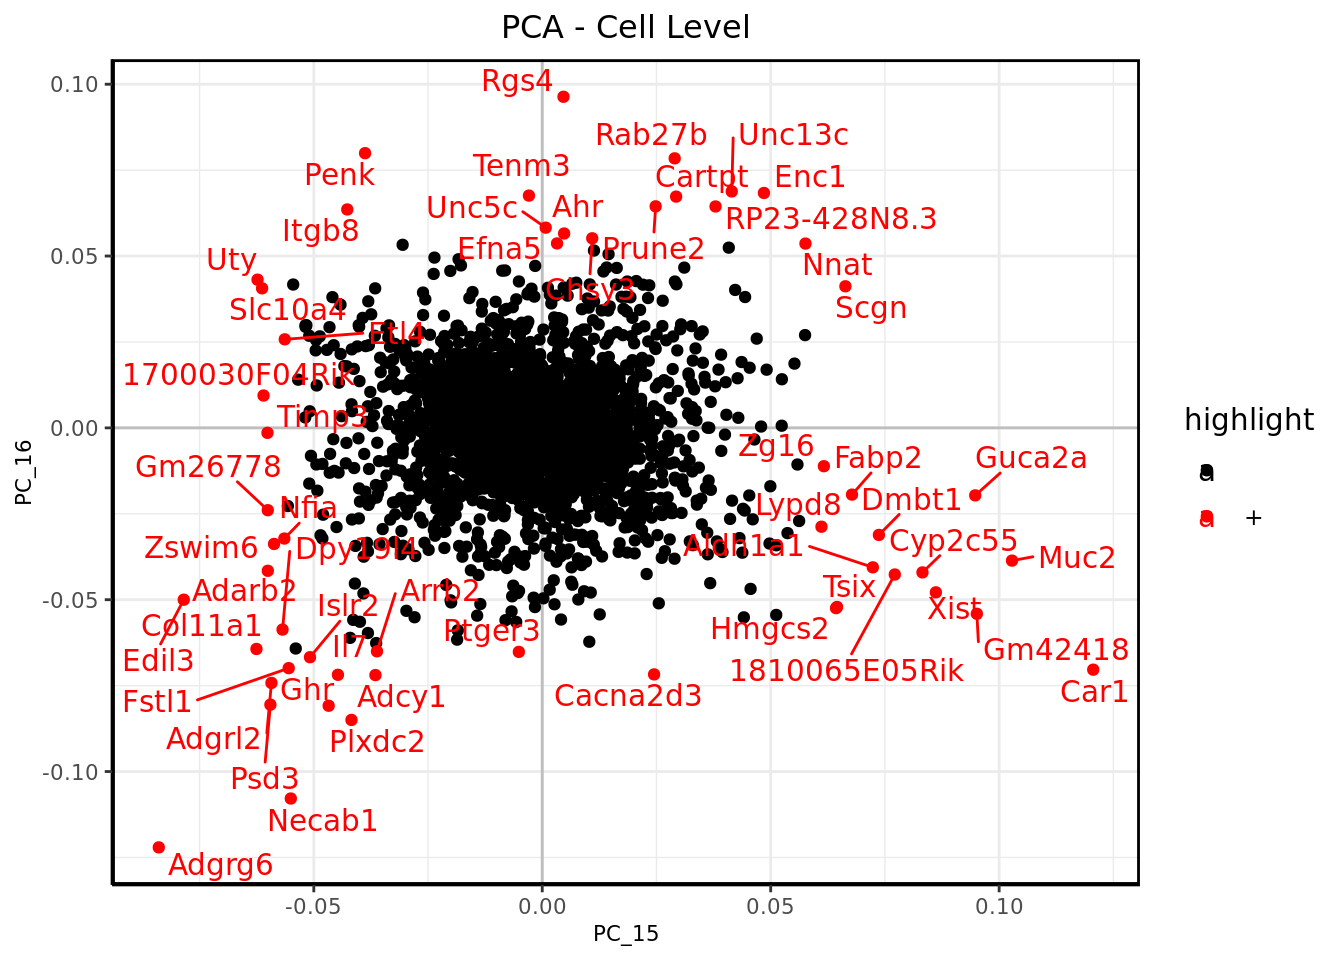 PCA - Cell Level
Rgs4
Rab27b
Unc13c
Penk
Tenm3
Cartpt
Enc1
Unc5c
Ahr
RP23-428N8.3
Itgb8
Efna5
Prune2
Uty
Nnat
Chsy3
Slc10a4
Scgn
Etl4
1700030F04Rik
Timp3
Zg16
Fabp2
Guca2a
Gm26778
Lypd8
Dmbt1
Nfia
Zswim6
Dpy19l4
Aldh1a1
Cyp2c55
Muc2
Adarb2
Arrb2
Tsix
Islr2
Xist
Col11a1
Ptger3
Hmgcs2
Il7
Gm42418
Edil3
1810065E05Rik
Ghr
Adcy1
Cacna2d3
Car1
Fstl1
Adgrl2
Plxdc2
Psd3
Necab1
Adgrg6
0.10
0.05
0.00
-0.05
-0.10
PC_16
-0.05
0.00
0.05
0.10
PC_15
highlight
a
a +